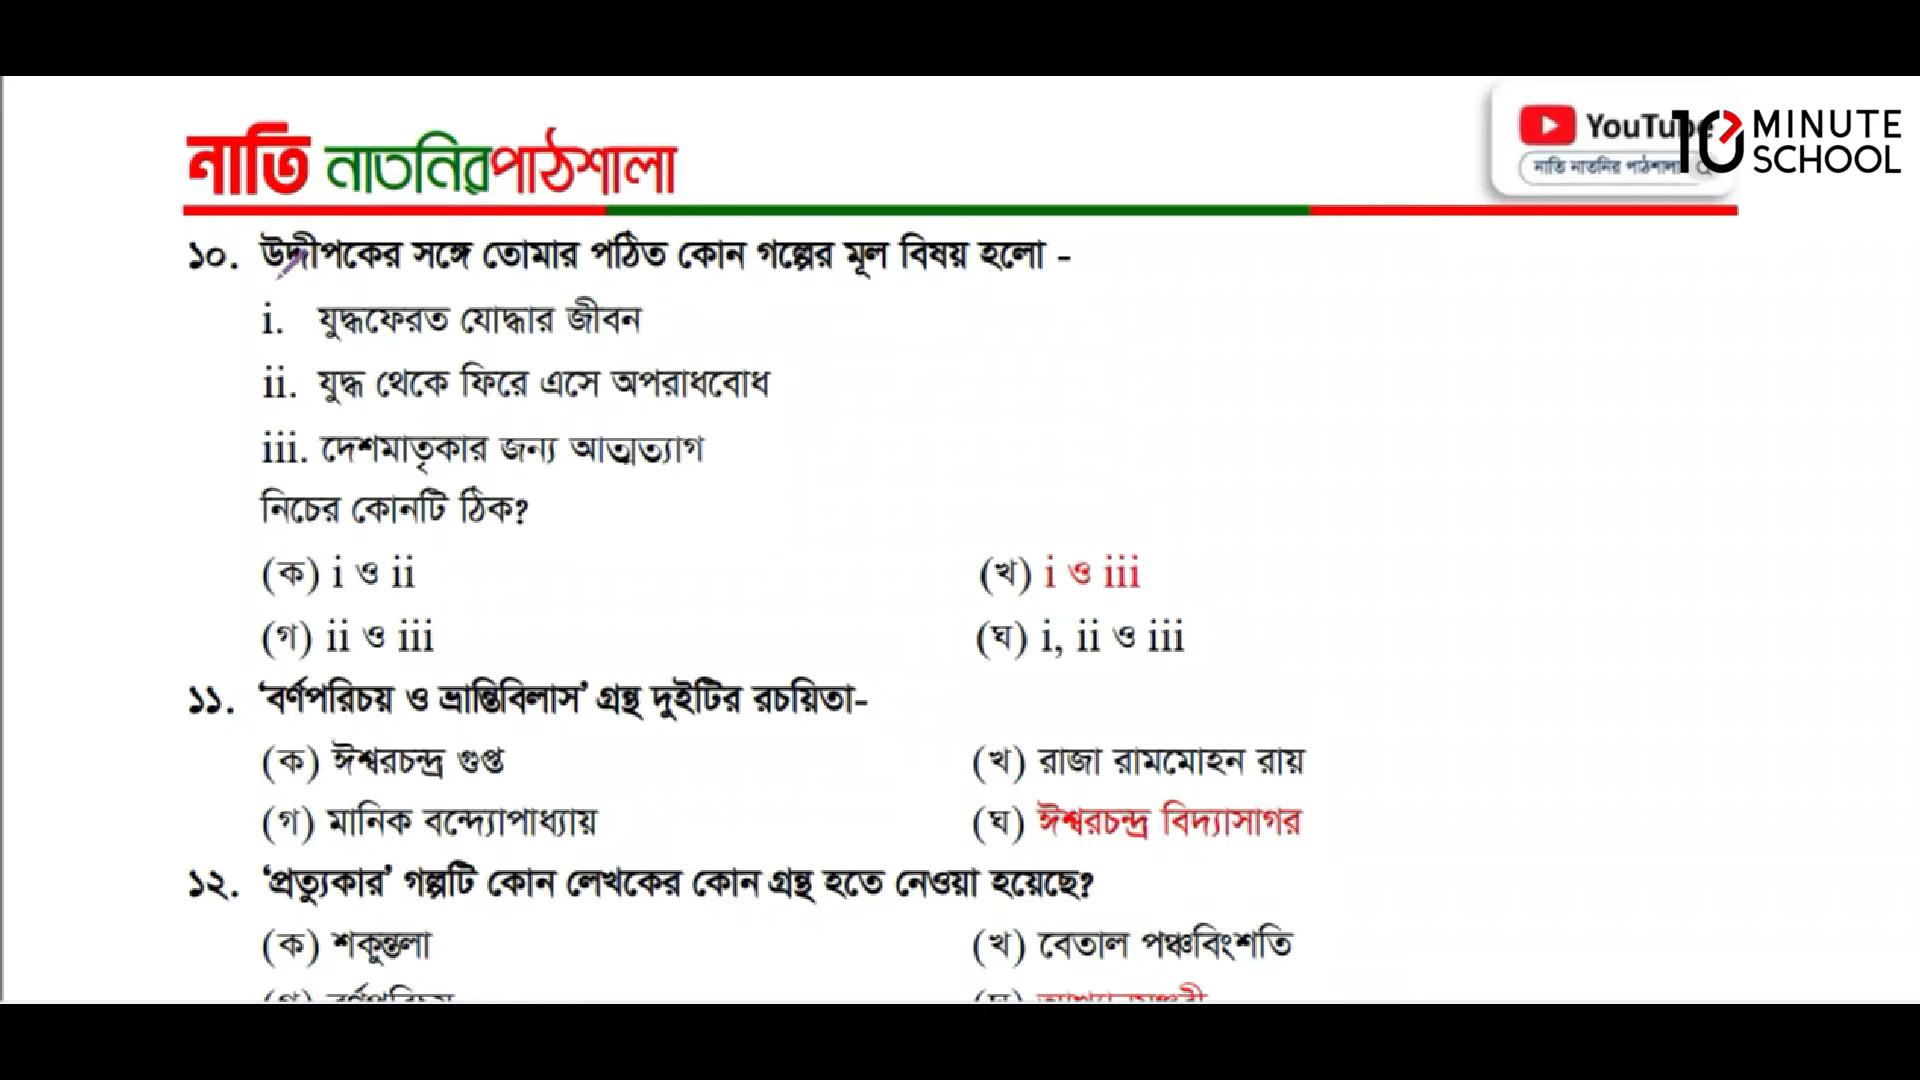 নাতি নাতনির পাঠশালা
YouTube
নাতি নাতনির পাঠশালা
10 MINUTE SCHOOL
১০. উদ্দীপকের সঙ্গে তোমার পঠিত কোন গল্পের মূল বিষয় হলো -
i. যুদ্ধফেরত যোদ্ধার জীবন
ii. যুদ্ধ থেকে ফিরে এসে অপরাধবোধ
iii. দেশমাতৃকার জন্য আত্মত্যাগ
নিচের কোনটি ঠিক?
(ক) i ও ii (খ) i ও iii
(গ) ii ও iii (ঘ) i, ii ও iii
১১. ‘বর্ণপরিচয় ও ভ্রান্তিবিলাস’ গ্রন্থ দুইটির রচয়িতা-
(ক) ঈশ্বরচন্দ্র গুপ্ত (খ) রাজা রামমোহন রায়
(গ) মানিক বন্দ্যোপাধ্যায় (ঘ) ঈশ্বরচন্দ্র বিদ্যাসাগর
১২. ‘প্রত্যুকার’ গল্পটি কোন লেখকের কোন গ্রন্থ হতে নেওয়া হয়েছে?
(ক) শকুন্তলা (খ) বেতাল পঞ্চবিংশতি